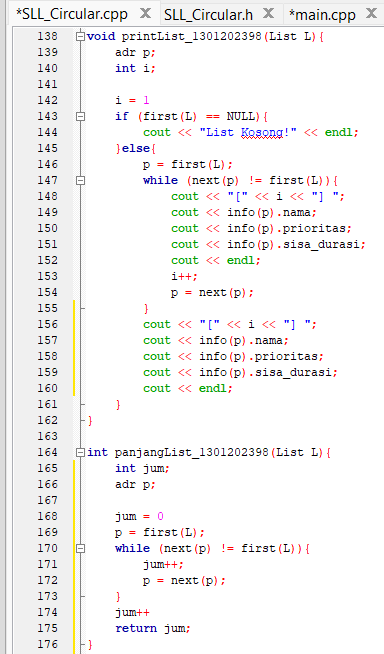 *SLL_Circular.cpp X SLL_Circular.h X *main.cpp X
138 void printList_1301202398(List L){
139 adr p;
140 int i;
141
142 i = 1
143 if (first(L) == NULL){
144 cout << "List Kosong!" << endl;
145 }else{
146 p = first(L);
147 while (next(p) != first(L)){
148 cout << "[" << i << "] ";
149 cout << info(p).nama;
150 cout << info(p).prioritas;
151 cout << info(p).sisa_durasi;
152 cout << endl;
153 i++;
154 p = next(p);
155 }
156 cout << "[" << i << "] ";
157 cout << info(p).nama;
158 cout << info(p).prioritas;
159 cout << info(p).sisa_durasi;
160 cout << endl;
161 }
162 }
163
164 int panjangList_1301202398(List L){
165 int jum;
166 adr p;
167
168 jum = 0
169 p = first(L);
170 while (next(p) != first(L)){
171 jum++;
172 p = next(p);
173 }
174 jum++
175 return jum;
176 }